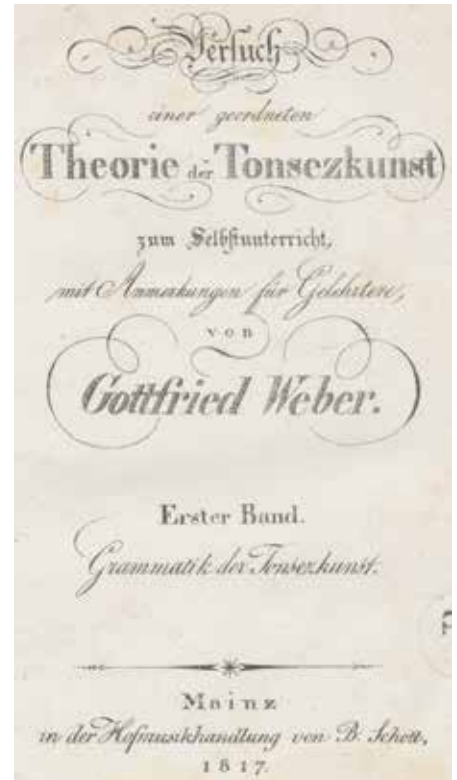 Versuch
einer geordneten
Theorie der Tonsezkunst
zum Selbstunterricht,
mit Anmerkungen für Gelehrtere,
von
Gottfried Weber.
Erster Band.
Grammatik der Tonsezkunst.
Mainz
in der Hofmusikhandlung von B. Schott,
1817.